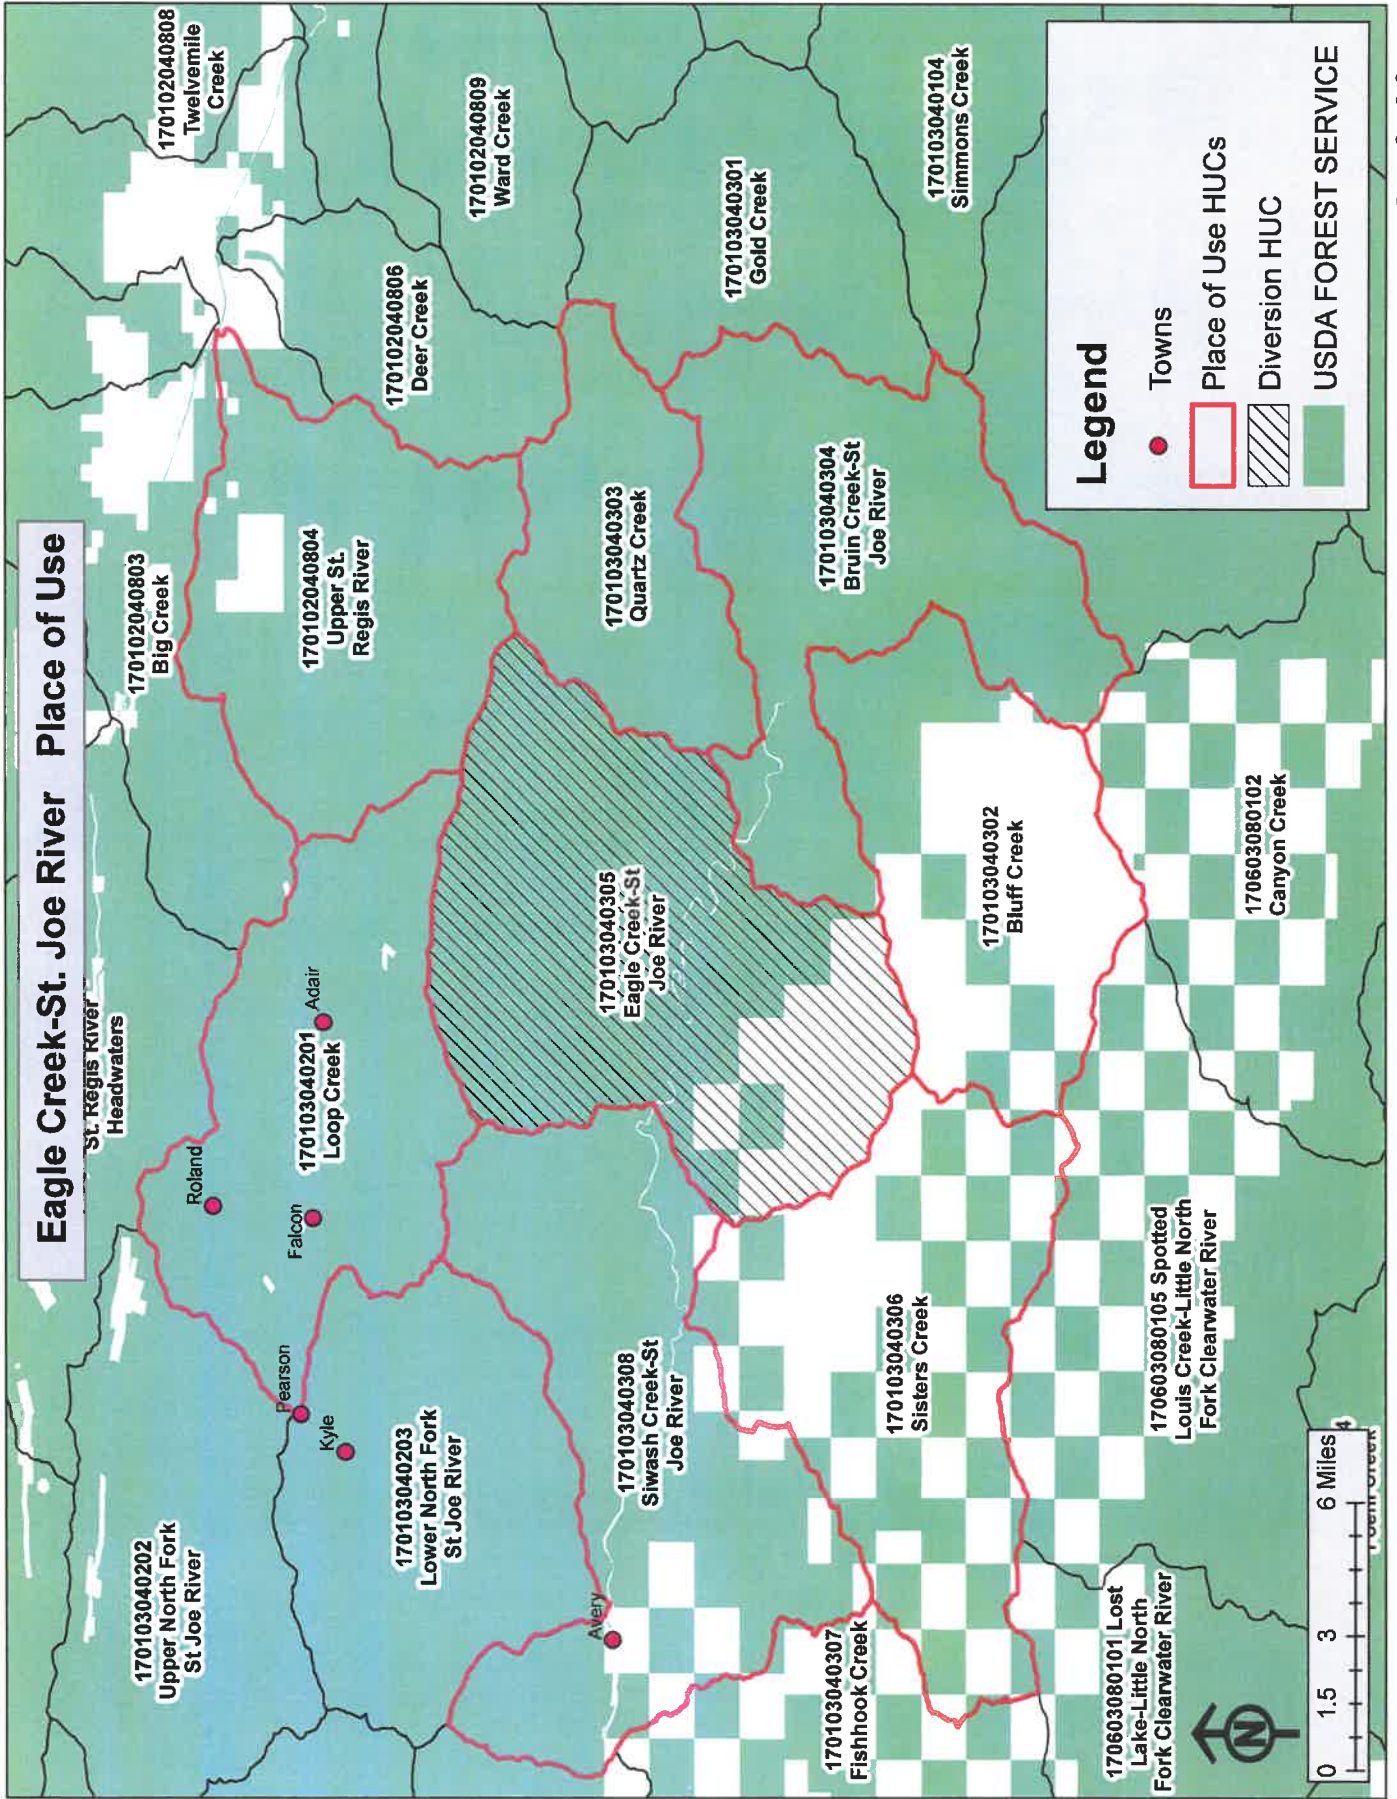 Eagle Creek-St. Joe River Place of Use
St. Regis River
Headwaters
170102040803
Big Creek
170102040808
Twelvemile
Creek
170103040202
Upper North Fork
St Joe River
Pearson
Kyle
Roland
Falcon
Adair
170103040201
Loop Creek
170102040804
Upper St.
Regis River
170102040806
Deer Creek
170102040809
Ward Creek
170103040203
Lower North Fork
St Joe River
Avery
170103040308
Siwash Creek-St
Joe River
170103040305
Eagle Creek-St
Joe River
170103040303
Quartz Creek
170103040301
Gold Creek
170103040304
Bruin Creek-St
Joe River
170103040104
Simmons Creek
170103040307
Fishhook Creek
170103040306
Sisters Creek
170103040302
Bluff Creek
170603080101 Lost
Lake-Little North
Fork Clearwater River
170603080105 Spotted
Louis Creek-Little North
Fork Clearwater River
170603080102
Canyon Creek
N
0 1.5 3 6 Miles
4
Legend
Towns
Place of Use HUCs
Diversion HUC
USDA FOREST SERVICE